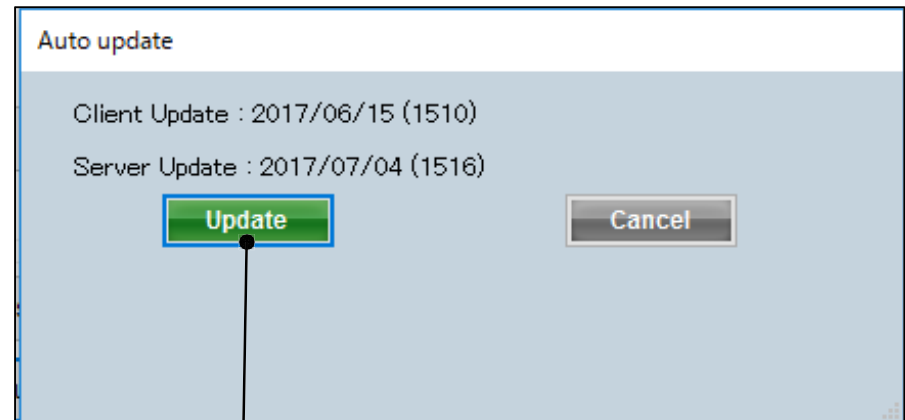 Auto update
Client Update : 2017/06/15 (1510)
Server Update : 2017/07/04 (1516)
Update Cancel